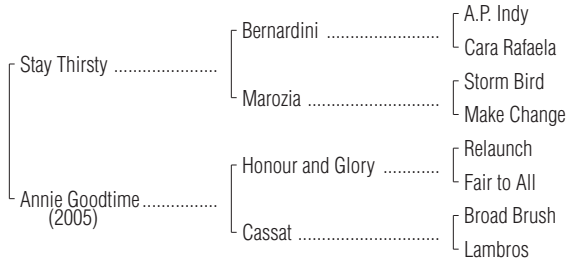 A.P. Indy
Bernardini ......................
Cara Rafaela
Stay Thirsty ....................
Storm Bird
Marozia ..........................
Make Change
Relaunch
Honour and Glory ...........
Fair to All
Annie Goodtime ...............
(2005)
Broad Brush
Cassat ...........................
Lambros